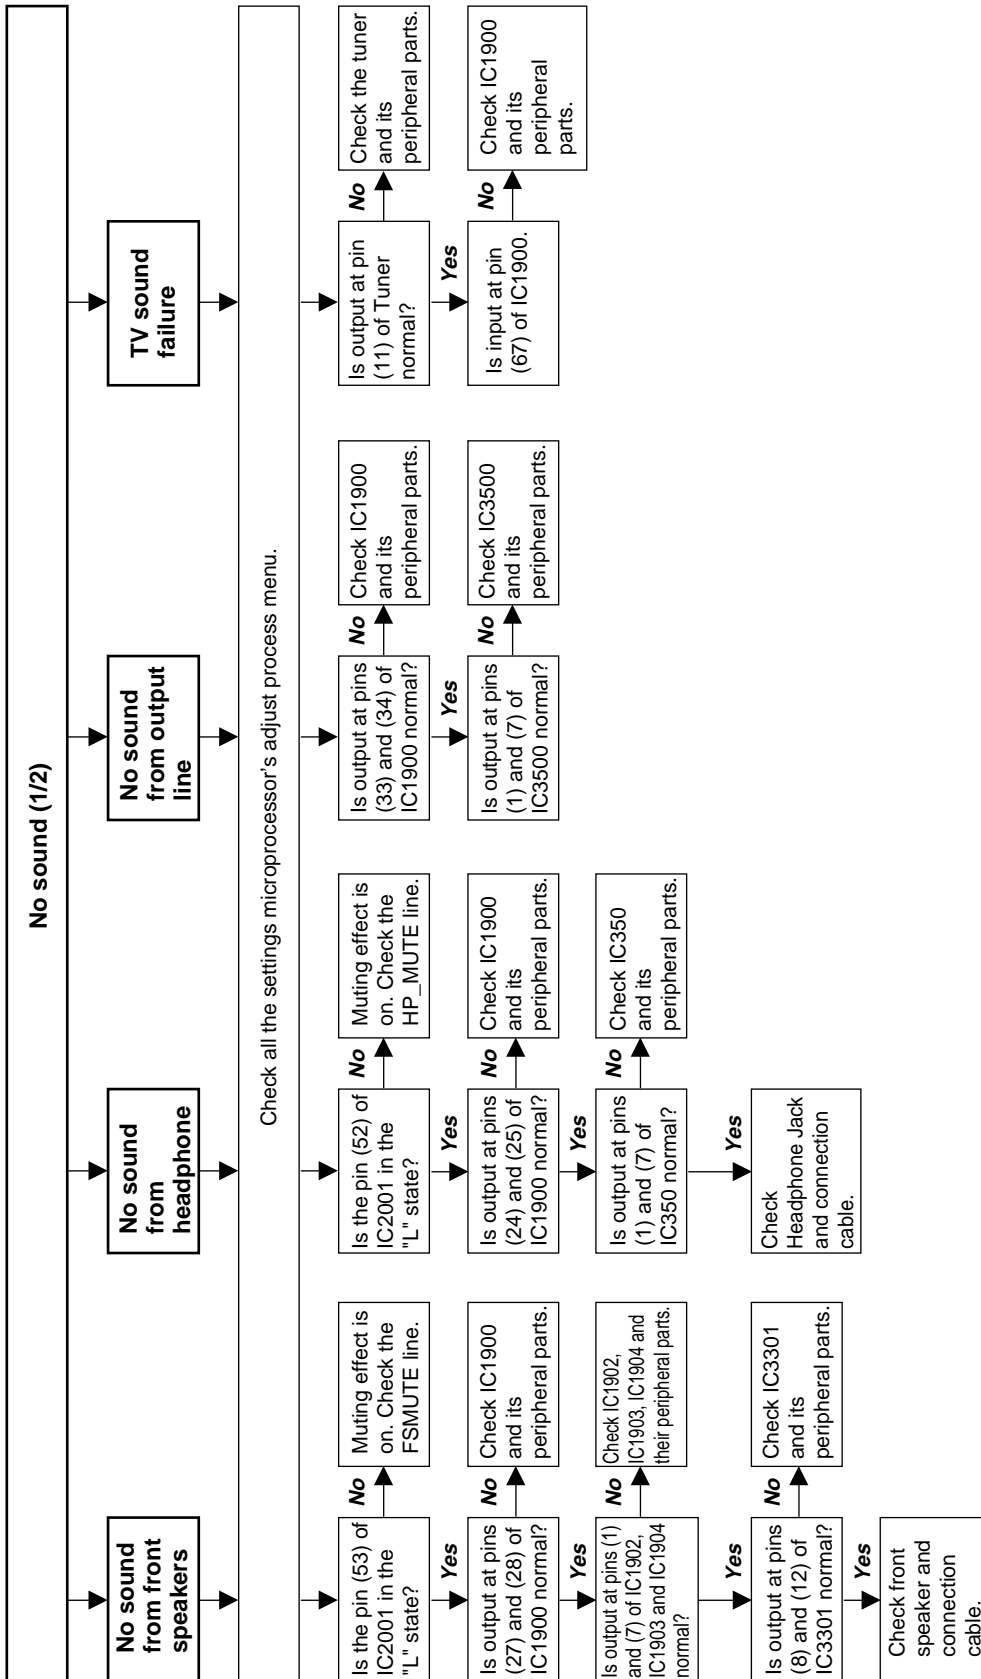 No sound (1/2)
No sound
from front
speakers
No sound
from
headphone
No sound
from output
line
TV sound
failure
Check all the settings microprocessor's adjust process menu.
Is the pin (53) of
IC2001 in the
"L" state?
No
Muting effect is
on. Check the
FSMUTE line.
Yes
Is output at pins
(27) and (28) of
IC1900 normal?
No
Check IC1900
and its
peripheral parts.
Yes
Is output at pins (1)
and (7) of IC1902,
IC1903 and IC1904
normal?
No
Check IC1902,
IC1903, IC1904 and
their peripheral parts.
Yes
Is output at pins
(8) and (12) of
IC3301 normal?
No
Check IC3301
and its
peripheral parts.
Yes
Check front
speaker and
connection
cable.
Is the pin (52) of
IC2001 in the
"L" state?
No
Muting effect is
on. Check the
HP_MUTE line.
Yes
Is output at pins
(24) and (25) of
IC1900 normal?
No
Check IC1900
and its
peripheral parts.
Yes
Is output at pins
(1) and (7) of
IC350 normal?
No
Check IC350
and its
peripheral parts.
Yes
Check
Headphone Jack
and connection
cable.
Is output at pins
(33) and (34) of
IC1900 normal?
No
Check IC1900
and its
peripheral parts.
Yes
Is output at pins
(1) and (7) of
IC3500 normal?
No
Check IC3500
and its
peripheral parts.
Is output at pin
(11) of Tuner
normal?
No
Check the tuner
and its
peripheral parts.
Yes
Is input at pin
(67) of IC1900.
No
Check IC1900
and its
peripheral
parts.